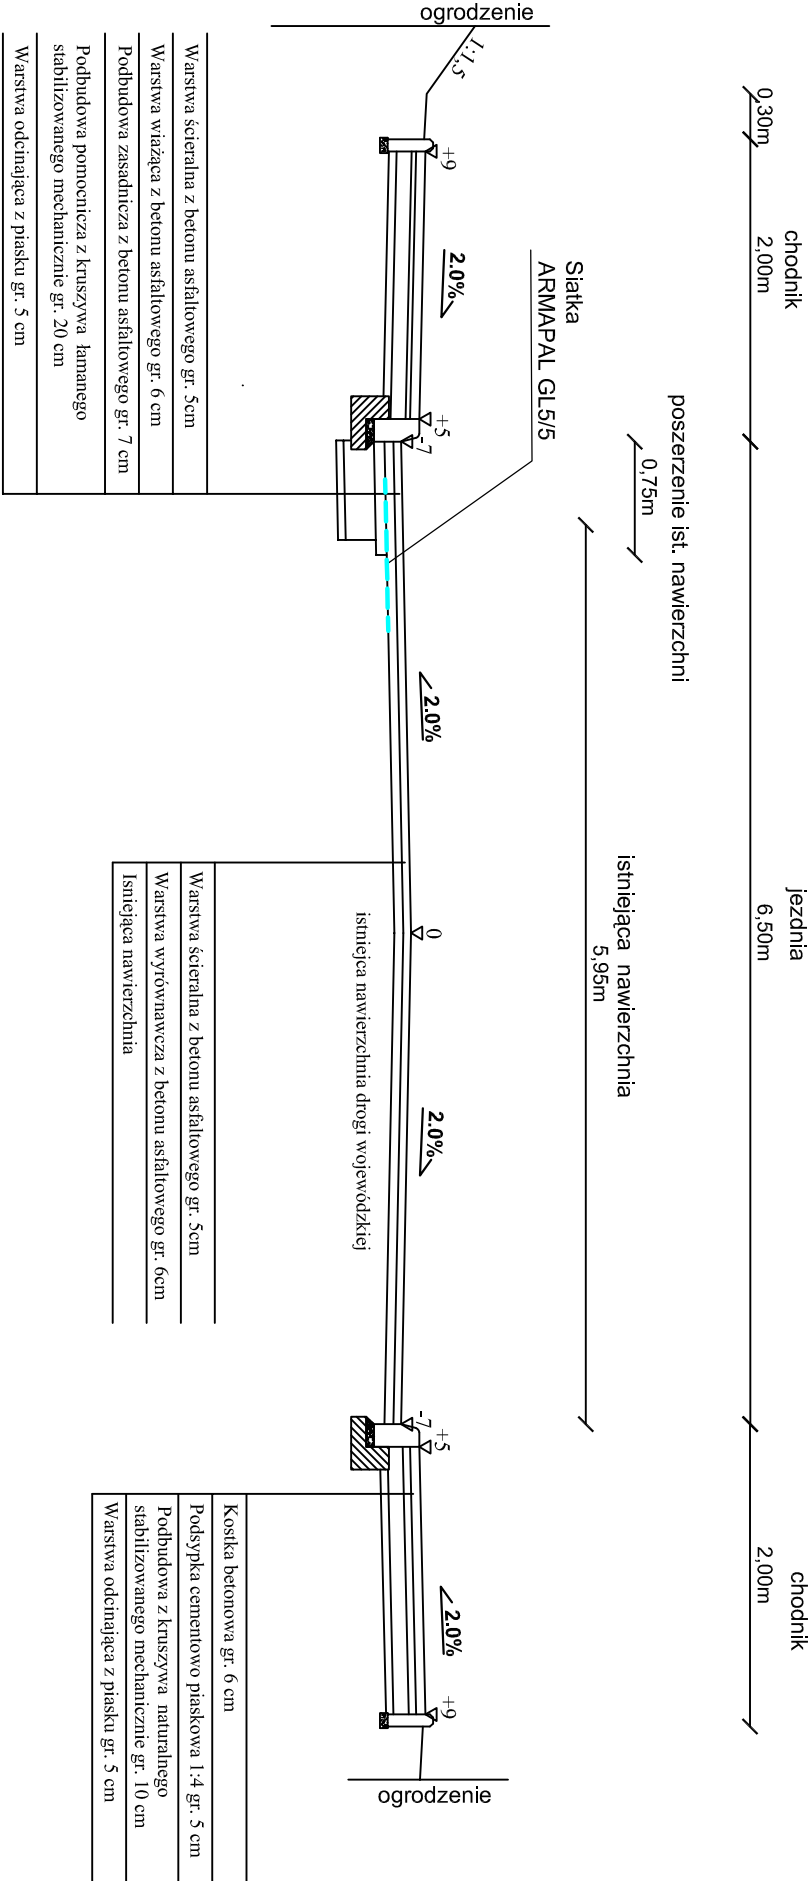 ogrodzenie
1:1,5
0,30m
chodnik
2,00m
jezdnia
6,50m
chodnik
2,00m
poszerzenie ist. nawierzchni
0,75m
istniejąca nawierzchnia
5,95m
Siatka
ARMAPAL GL5/5
+9
2.0%
+5
-7
2.0%
0
2.0%
-7
+5
2.0%
+9
ogrodzenie
istniejca nawierzchnia drogi wojewódzkiej
Warstwa ścieralna z betonu asfaltowego gr. 5cm
Warstwa wiażąca z betonu asfaltowego gr. 6 cm
Podbudowa zasadnicza z betonu asfaltowego gr. 7 cm
Podbudowa pomocnicza z kruszywa łamanego
stabilizowanego mechanicznie gr. 20 cm
Warstwa odcinająca z piasku gr. 5 cm
Warstwa ścieralna z betonu asfaltowego gr. 5cm
Warstwa wyrównawcza z betonu asfaltowego gr. 6cm
Isniejąca nawierzchnia
Kostka betonowa gr. 6 cm
Podsypka cementowo piaskowa 1:4 gr. 5 cm
Podbudowa z kruszywa naturalnego
stabilizowanego mechanicznie gr. 10 cm
Warstwa odcinająca z piasku gr. 5 cm